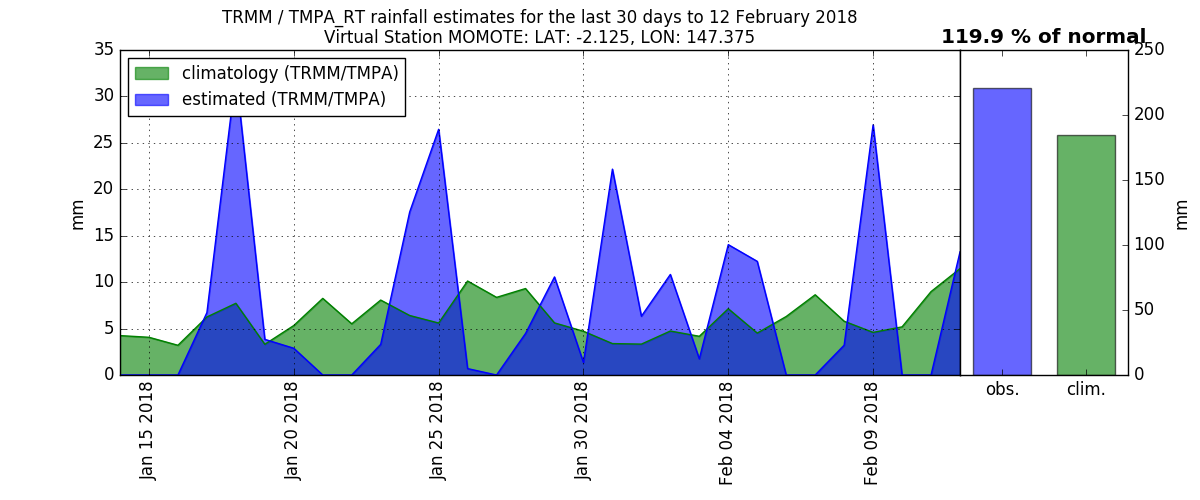 TRMM / TMPA_RT rainfall estimates for the last 30 days to 12 February 2018
Virtual Station MOMOTE: LAT: -2.125, LON: 147.375
119.9 % of normal
climatology (TRMM/TMPA)
estimated (TRMM/TMPA)
35
30
25
20
15
10
5
0
mm
Jan 15 2018
Jan 20 2018
Jan 25 2018
Jan 30 2018
Feb 04 2018
Feb 09 2018
obs.
clim.
250
200
150
100
50
0
mm